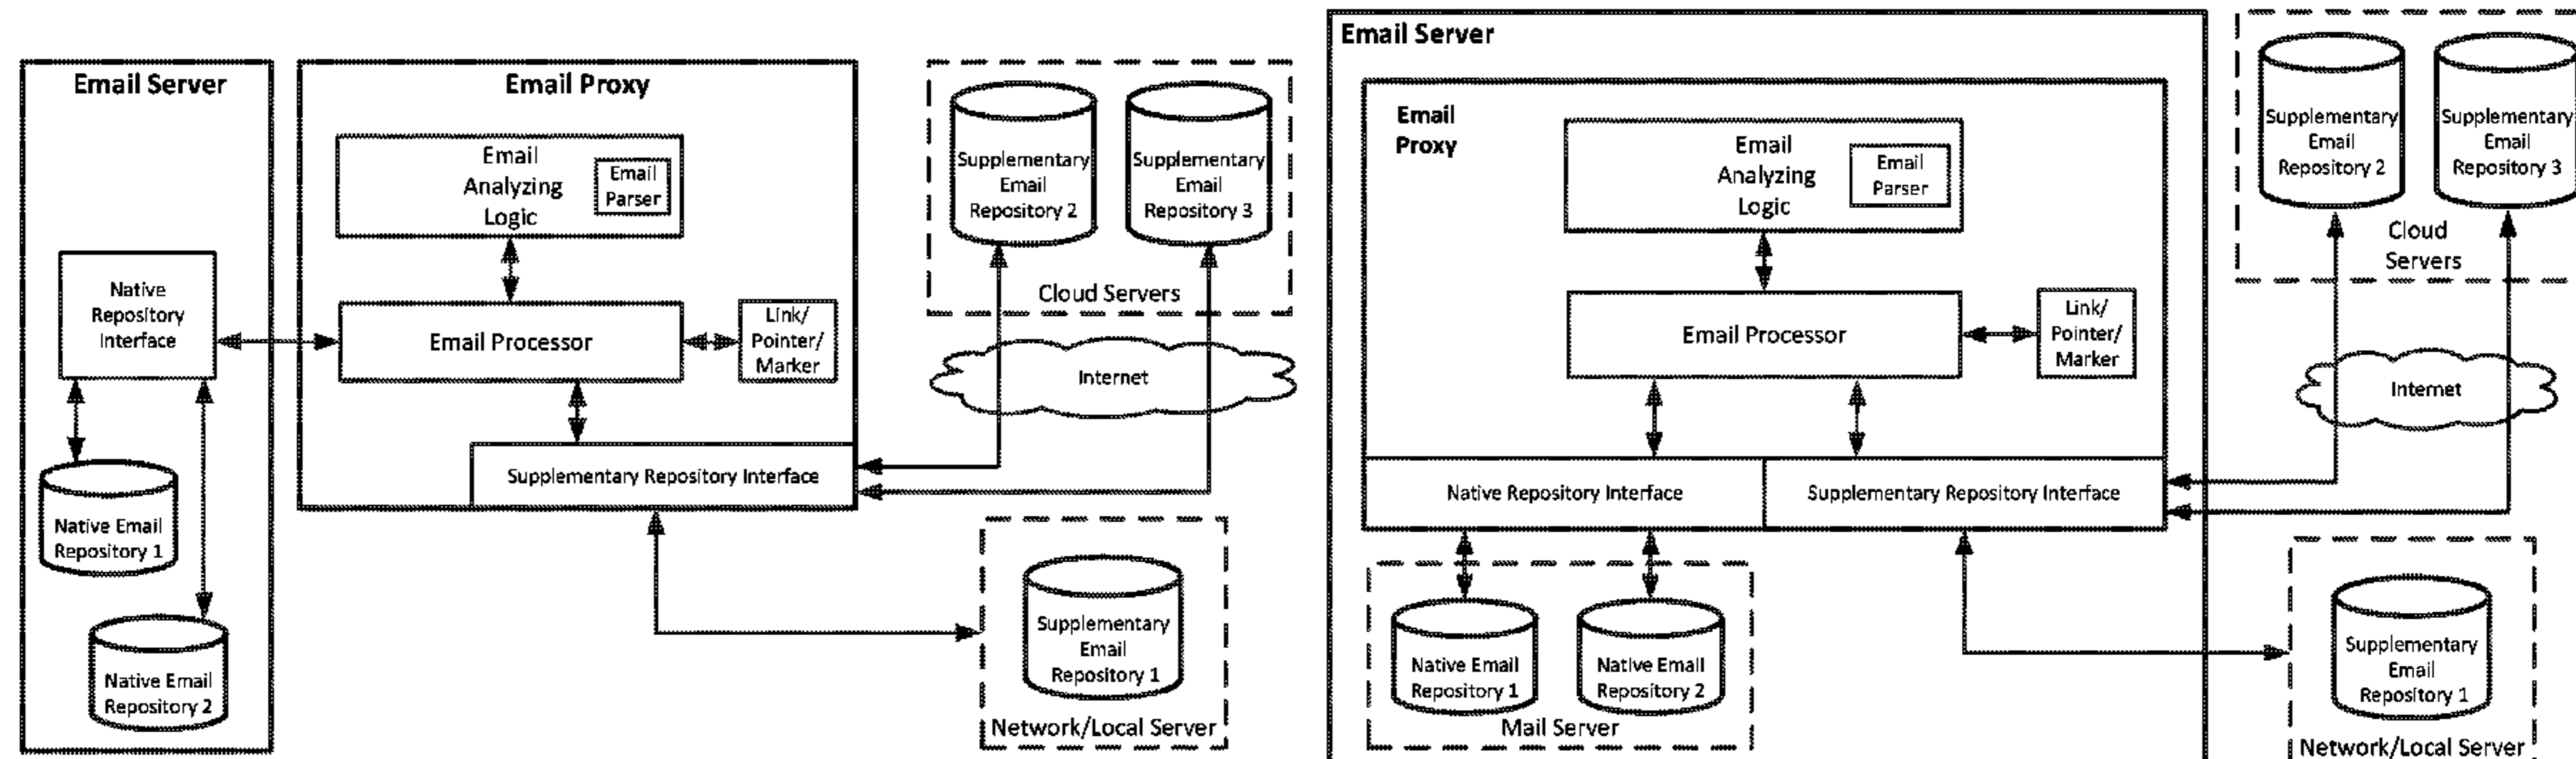 Email Server
Email Proxy
Email
Analyzing
Logic
Email
Parser
Native
Repository
Interface
Email Processor
Link/
Pointer/
Marker
Supplementary Repository Interface
Native Email
Repository 1
Native Email
Repository 2
Supplementary
Email
Repository 2
Supplementary
Email
Repository 3
Cloud Servers
Internet
Supplementary
Email
Repository 1
Network/Local Server
Email Server
Email
Proxy
Email
Analyzing
Logic
Email
Parser
Email Processor
Link/
Pointer/
Marker
Native Repository Interface
Supplementary Repository Interface
Native Email
Repository 1
Native Email
Repository 2
Mail Server
Supplementary
Email
Repository 2
Supplementary
Email
Repository 3
Cloud
Servers
Internet
Supplementary
Email
Repository 1
Network/Local Server